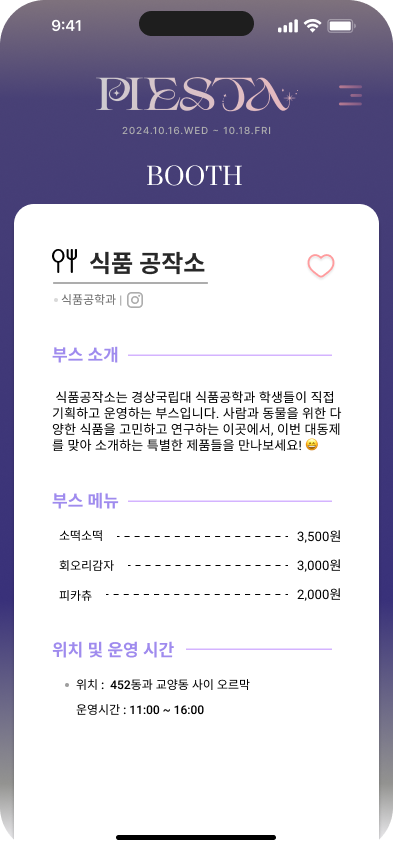 9:41
PIESTA
2024.10.16.WED ~ 10.18.FRI
BOOTH
식품 공작소
식품공학과 |
부스 소개
식품공작소는 경상국립대 식품공학과 학생들이 직접
기획하고 운영하는 부스입니다. 사람과 동물을 위한 다
양한 식품을 고민하고 연구하는 이곳에서, 이번 대동제
를 맞아 소개하는 특별한 제품들을 만나보세요! 😄
부스 메뉴
소떡소떡 3,500원
회오리감자 3,000원
피카츄 2,000원
위치 및 운영 시간
위치 : 452동과 교양동 사이 오르막
운영시간 : 11:00 ~ 16:00